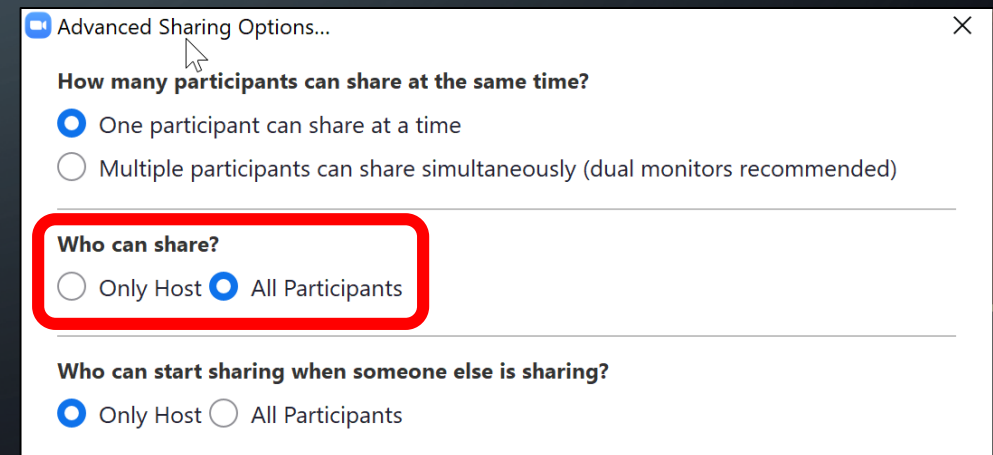 Advanced Sharing Options...
How many participants can share at the same time?
One participant can share at a time
Multiple participants can share simultaneously (dual monitors recommended)
Who can share?
Only Host All Participants
Who can start sharing when someone else is sharing?
Only Host All Participants